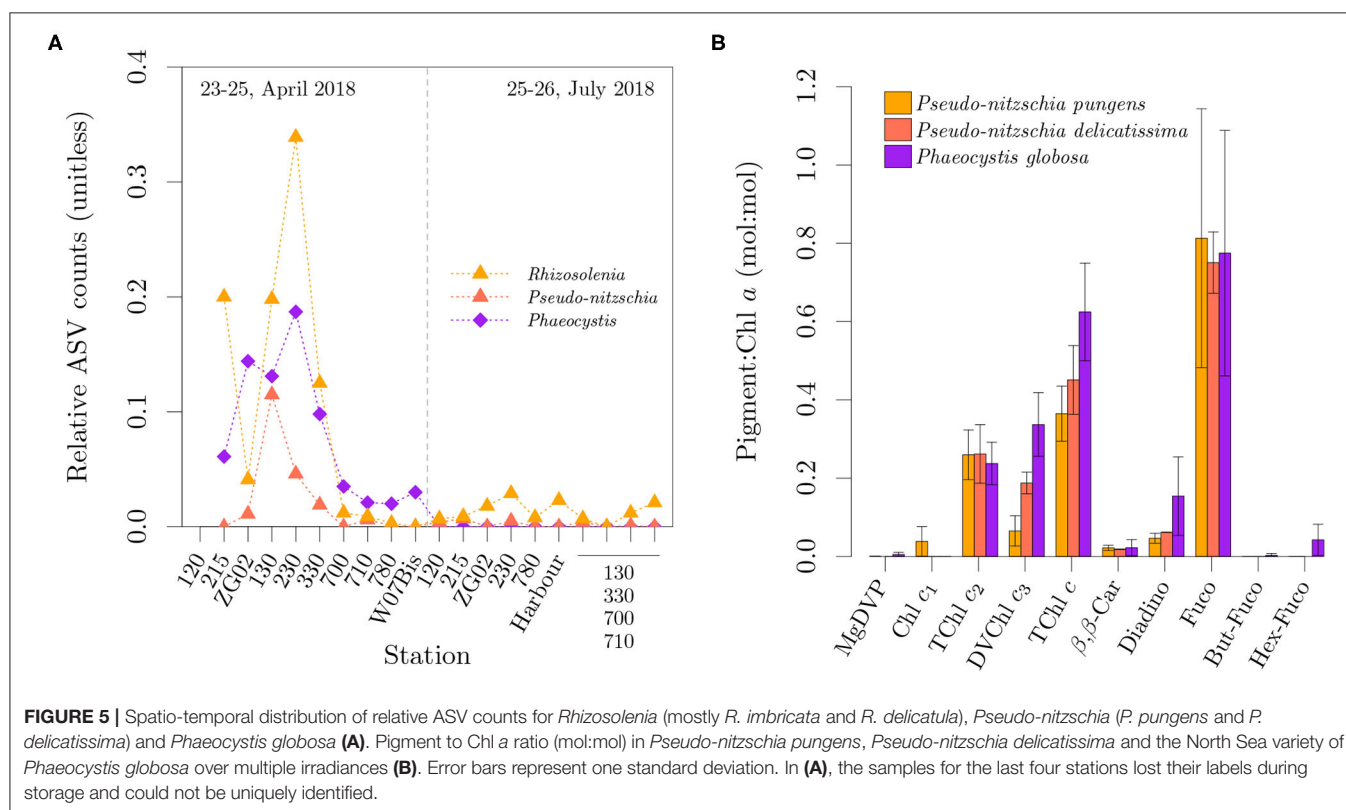 A
Relative ASV counts (unitless)
0.4
0.3
0.2
0.1
0.0
23-25, April 2018
25-26, July 2018
Rhizosolenia
Pseudo-nitzschia
Phaeocystis
120
215
ZG02
130
230
330
700
710
780
W07Bis
120
215
ZG02
230
780
Harbour
130
330
700
710
Station
B
Pigment:Chl a (mol:mol)
1.2
1.0
0.8
0.6
0.4
0.2
0.0
Pseudo-nitzschia pungens
Pseudo-nitzschia delicatissima
Phaeocystis globosa
MgDVP
Chl c₁
TChl c₂
DVChl c₃
TChl c
β,β-Car
Diadino
Fuco
But-Fuco
Hex-Fuco
FIGURE 5 | Spatio-temporal distribution of relative ASV counts for Rhizosolenia (mostly R. imbricata and R. delicatula), Pseudo-nitzschia (P. pungens and P.
delicatissima) and Phaeocystis globosa (A). Pigment to Chl a ratio (mol:mol) in Pseudo-nitzschia pungens, Pseudo-nitzschia delicatissima and the North Sea variety of
Phaeocystis globosa over multiple irradiances (B). Error bars represent one standard deviation. In (A), the samples for the last four stations lost their labels during
storage and could not be uniquely identified.